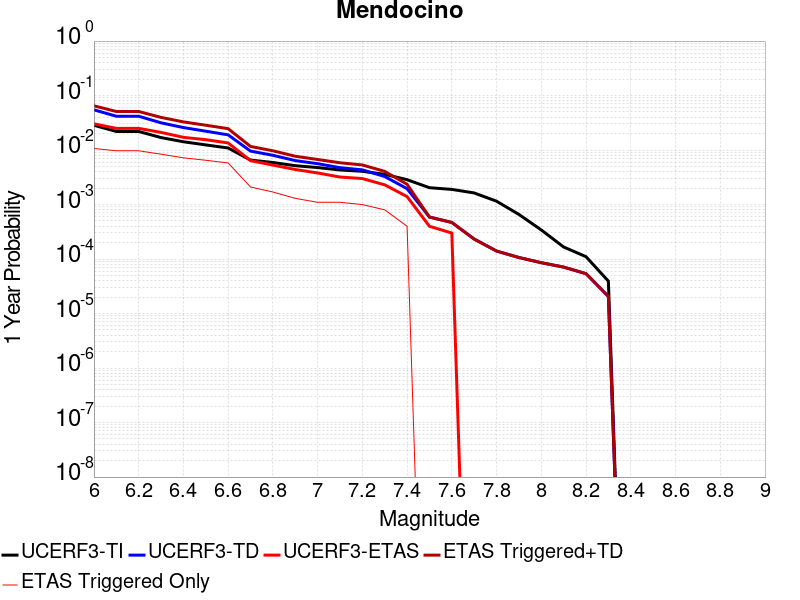 Mendocino
10^0
10^-1
10^-2
10^-3
10^-4
10^-5
10^-6
10^-7
10^-8
1 Year Probability
6 6.2 6.4 6.6 6.8 7 7.2 7.4 7.6 7.8 8 8.2 8.4 8.6 8.8 9
Magnitude
UCERF3-TI UCERF3-TD UCERF3-ETAS ETAS Triggered+TD
ETAS Triggered Only